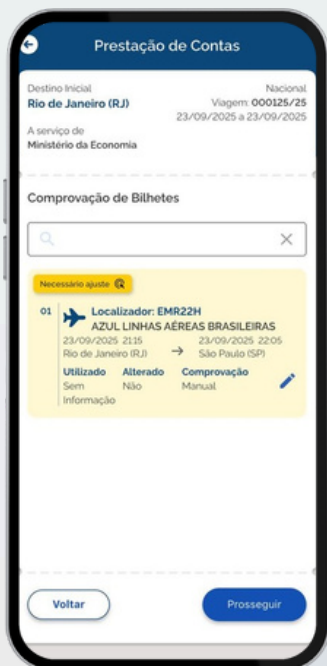 Prestação de Contas
Destino Inicial
Nacional
Rio de Janeiro (RJ)
Viagem: 000125/25
23/09/2025 a 23/09/2025
A serviço de
Ministério da Economia
Comprovação de Bilhetes
Necessário ajuste
01
Localizador: EMR22H
AZUL LINHAS AÉREAS BRASILEIRAS
23/09/2025 21:15
23/09/2025 22:05
Rio de Janeiro (RJ)
São Paulo (SP)
Utilizado Alterado Comprovação
Sem Não Manual
Informação
Voltar
Prosseguir